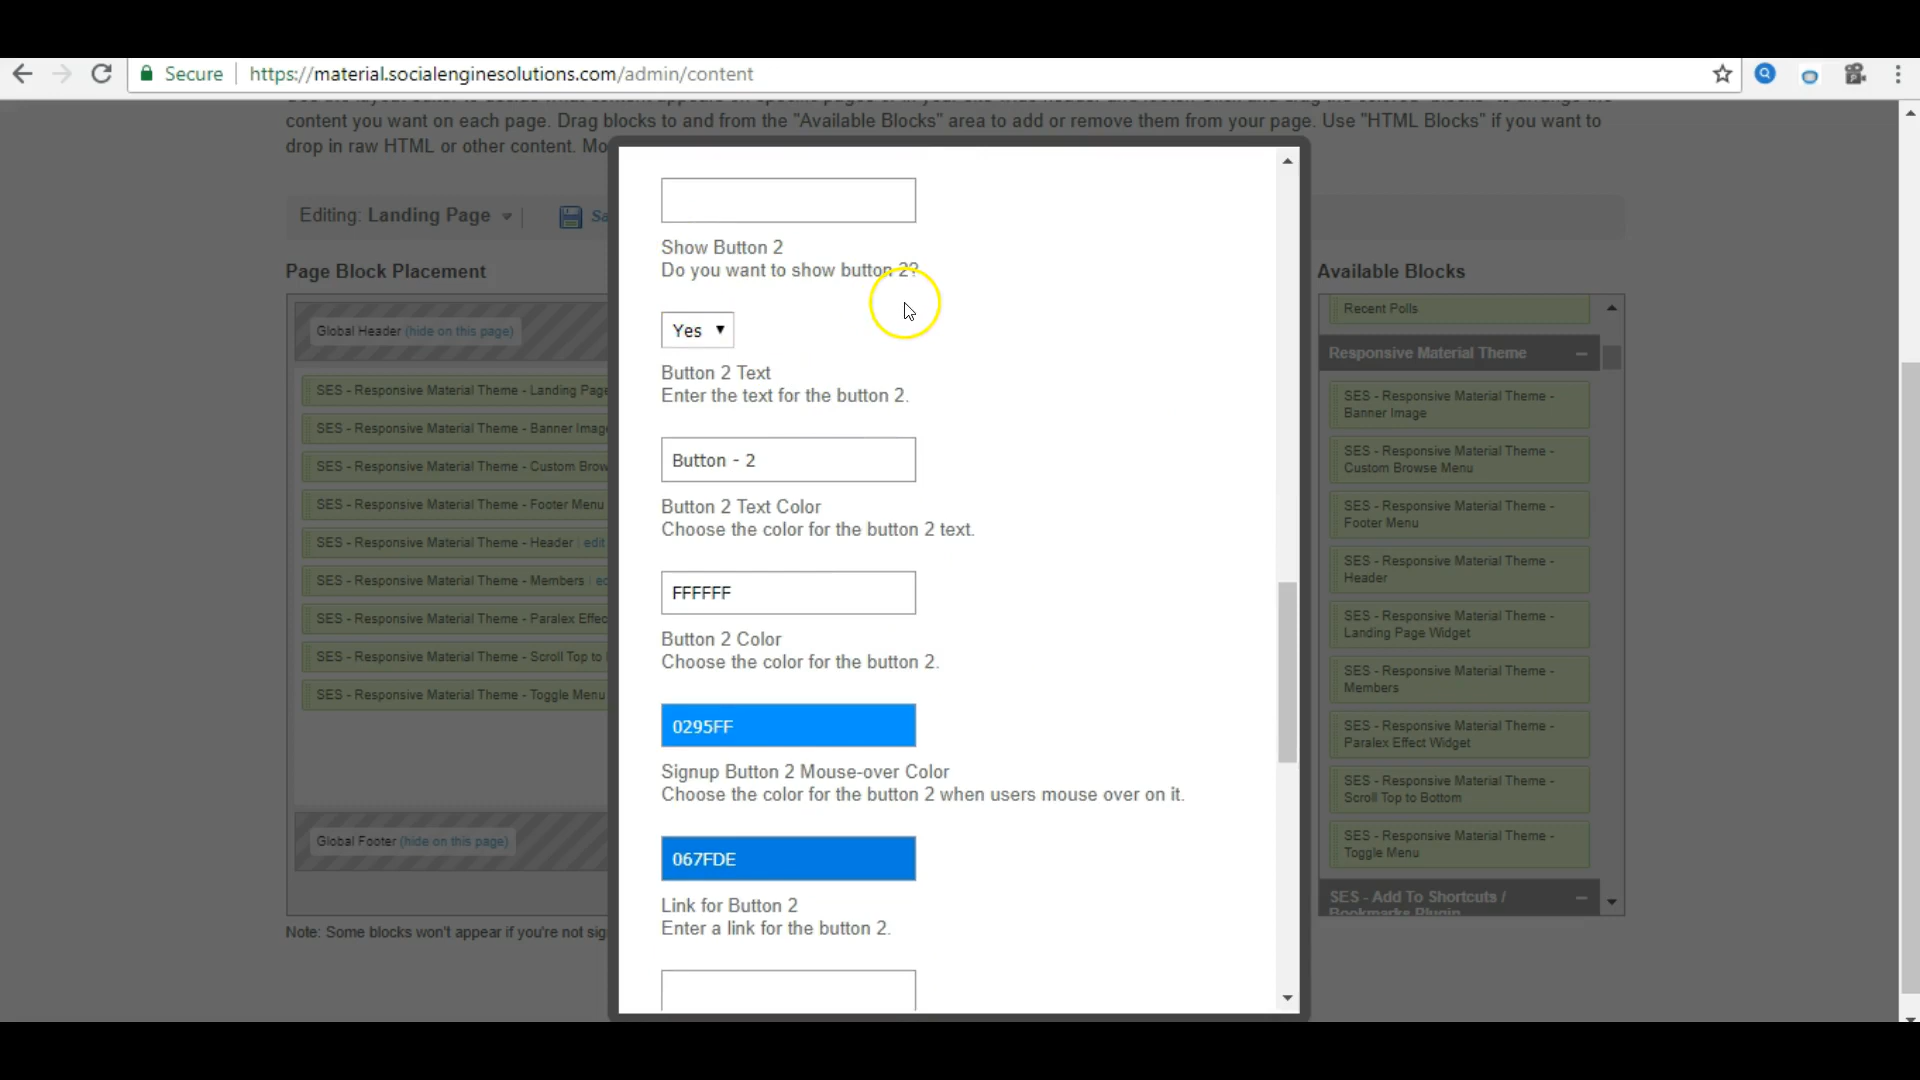 Secure
https://material.socialenginesolutions.com/admin/content
content you want on each page. Drag blocks to and from the "Available Blocks" area to add or remove them from your page. Use "HTML Blocks" if you want to
drop in raw HTML or other content. Mo
Editing: Landing Page
Sa
Page Block Placement
Global Header (hide on this page)
SES - Responsive Material Theme - Landing Page
SES - Responsive Material Theme - Banner Image
SES - Responsive Material Theme - Custom Brow
SES - Responsive Material Theme - Footer Menu
SES - Responsive Material Theme - Header | edit
SES - Responsive Material Theme - Members | ed
SES - Responsive Material Theme - Paralex Effec
SES - Responsive Material Theme - Scroll Top to
SES - Responsive Material Theme - Toggle Menu
Global Footer (hide on this page)
Note: Some blocks won't appear if you're not sig
Show Button 2
Do you want to show button 2?
Yes
Button 2 Text
Enter the text for the button 2.
Button - 2
Button 2 Text Color
Choose the color for the button 2 text.
FFFFFF
Button 2 Color
Choose the color for the button 2.
0295FF
Signup Button 2 Mouse-over Color
Choose the color for the button 2 when users mouse over on it.
067FDE
Link for Button 2
Enter a link for the button 2.
Available Blocks
Recent Polls
Responsive Material Theme
SES - Responsive Material Theme -
Banner Image
SES - Responsive Material Theme -
Custom Browse Menu
SES - Responsive Material Theme -
Footer Menu
SES - Responsive Material Theme -
Header
SES - Responsive Material Theme -
Landing Page Widget
SES - Responsive Material Theme -
Members
SES - Responsive Material Theme -
Paralex Effect Widget
SES - Responsive Material Theme -
Scroll Top to Bottom
SES - Responsive Material Theme -
Toggle Menu
SES - Add To Shortcuts /
Bookmarks Plugin